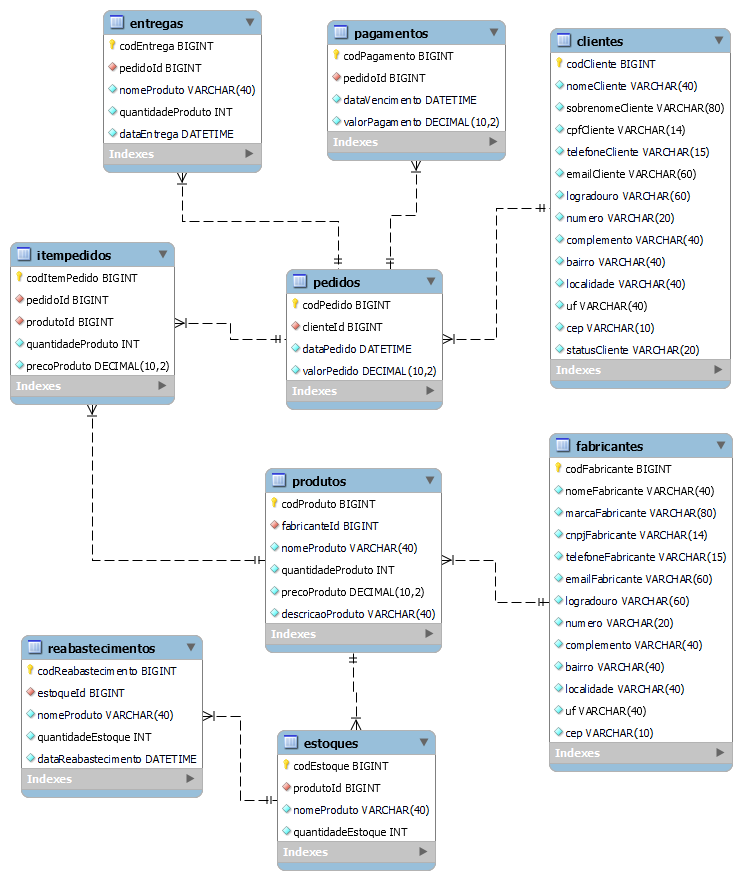 entregas
codEntrega BIGINT
pedidoId BIGINT
nomeProduto VARCHAR(40)
quantidadeProduto INT
dataEntrega DATETIME
Indexes
pagamentos
codPagamento BIGINT
pedidoId BIGINT
dataVencimento DATETIME
valorPagamento DECIMAL(10,2)
Indexes
clientes
codCliente BIGINT
nomeCliente VARCHAR(40)
sobrenomeCliente VARCHAR(80)
cpfCliente VARCHAR(14)
telefoneCliente VARCHAR(15)
emailCliente VARCHAR(60)
logradouro VARCHAR(60)
numero VARCHAR(20)
complemento VARCHAR(40)
bairro VARCHAR(40)
localidade VARCHAR(40)
uf VARCHAR(40)
cep VARCHAR(10)
statusCliente VARCHAR(20)
Indexes
itempedidos
codItemPedido BIGINT
pedidoId BIGINT
produtoId BIGINT
quantidadeProduto INT
precoProduto DECIMAL(10,2)
Indexes
pedidos
codPedido BIGINT
clienteId BIGINT
dataPedido DATETIME
valorPedido DECIMAL(10,2)
Indexes
produtos
codProduto BIGINT
fabricanteId BIGINT
nomeProduto VARCHAR(40)
quantidadeProduto INT
precoProduto DECIMAL(10,2)
descricaoProduto VARCHAR(40)
Indexes
fabricantes
codFabricante BIGINT
nomeFabricante VARCHAR(40)
marcaFabricante VARCHAR(80)
cnpjFabricante VARCHAR(14)
telefoneFabricante VARCHAR(15)
emailFabricante VARCHAR(60)
logradouro VARCHAR(60)
numero VARCHAR(20)
complemento VARCHAR(40)
bairro VARCHAR(40)
localidade VARCHAR(40)
uf VARCHAR(40)
cep VARCHAR(10)
Indexes
reabastecimentos
codReabastecimento BIGINT
estoqueId BIGINT
nomeProduto VARCHAR(40)
quantidadeEstoque INT
dataReabastecimento DATETIME
Indexes
estoques
codEstoque BIGINT
produtoId BIGINT
nomeProduto VARCHAR(40)
quantidadeEstoque INT
Indexes